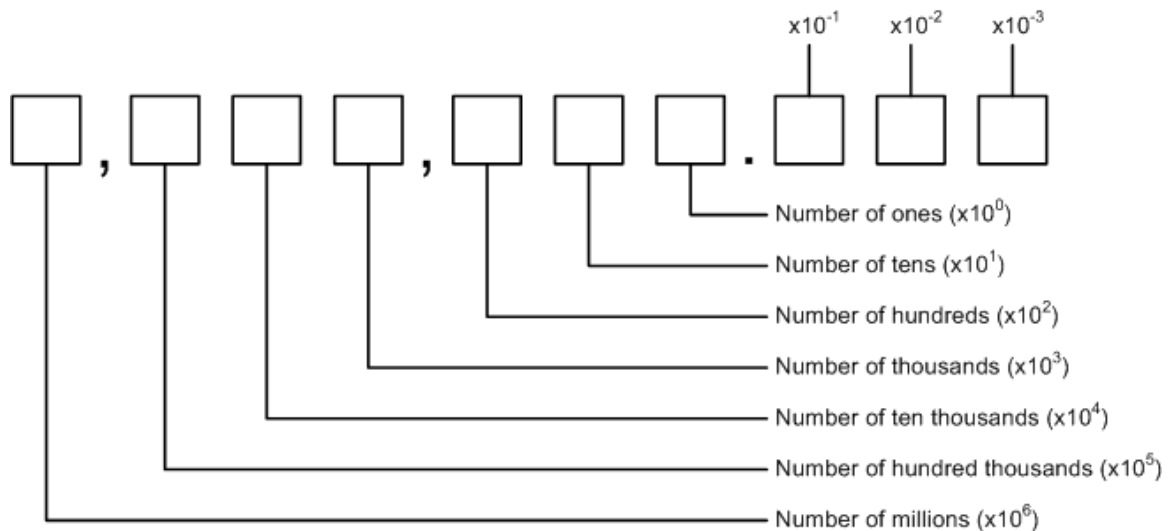 x10⁻¹ x10⁻² x10⁻³
, , .
Number of ones (x10⁰)
Number of tens (x10¹)
Number of hundreds (x10²)
Number of thousands (x10³)
Number of ten thousands (x10⁴)
Number of hundred thousands (x10⁵)
Number of millions (x10⁶)